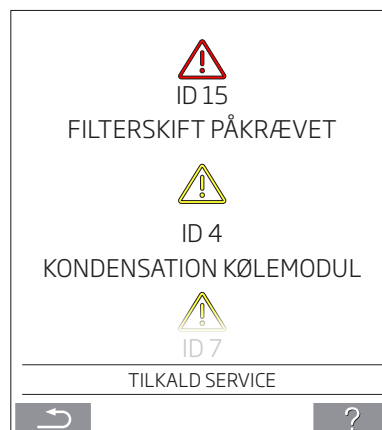 ID 15
FILTERSKIFT PÅKRÆVET
ID 4
KONDENSATION KØLEMODUL
ID 7
TILKALD SERVICE
?